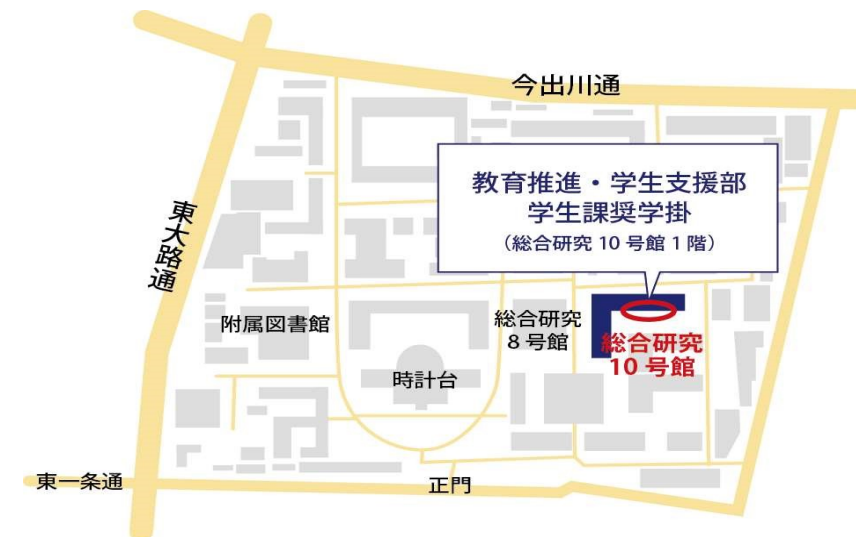 今出川通
教育推進・学生支援部
学生課奨学掛
（総合研究 10 号館 1 階）
東大路通
附属図書館
総合研究
8 号館
総合研究
10 号館
時計台
東一条通
正門